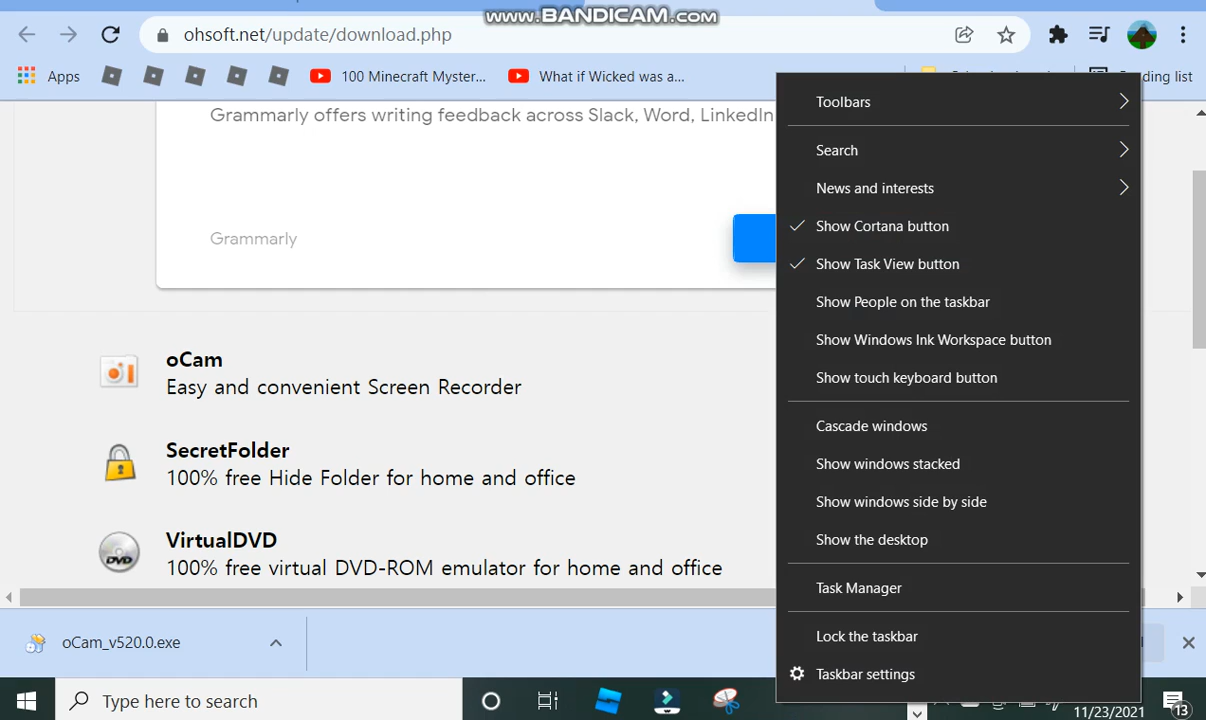 www.BANDICAM.com
ohsoft.net/update/download.php
Apps
100 Minecraft Myster...
What if Wicked was a...
ding list
Grammarly offers writing feedback across Slack, Word, LinkedIn
Grammarly
oCam
Easy and convenient Screen Recorder
SecretFolder
100% free Hide Folder for home and office
VirtualDVD
100% free virtual DVD-ROM emulator for home and office
Toolbars
Search
News and interests
Show Cortana button
Show Task View button
Show People on the taskbar
Show Windows Ink Workspace button
Show touch keyboard button
Cascade windows
Show windows stacked
Show windows side by side
Show the desktop
Task Manager
Lock the taskbar
Taskbar settings
oCam_v520.0.exe
Type here to search
11/23/2021
13